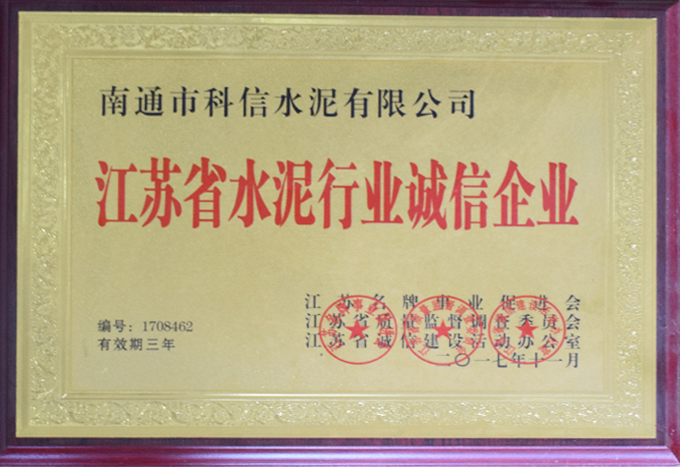 南通市科信水泥有限公司
江苏省水泥行业诚信企业
编号：1708462
有效期三年
江苏名牌事业促进会
江苏省质量监督调查委员会
江苏省诚信建设活动办公室
二〇一七年十一月